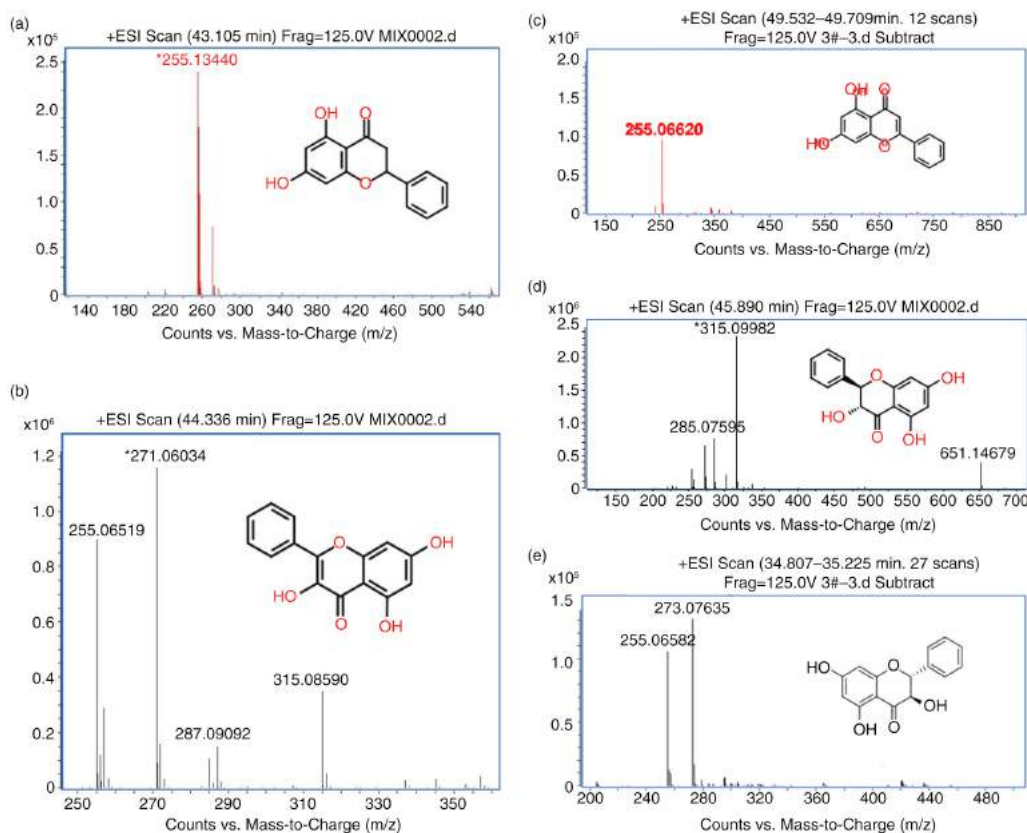 (a)
+ESI Scan (43.105 min) Frag=125.0V MIX0002.d
x10⁵
*255.13440
2.5
2.0
1.5
1.0
0.5
0
OH O
HO O
140 180 220 260 300 340 380 420 460 500 540
Counts vs. Mass-to-Charge (m/z)
(b)
+ESI Scan (44.336 min) Frag=125.0V MIX0002.d
x10⁶
1.2
1.0
0.8
0.6
0.4
0.2
0
*271.06034
255.06519
287.09092
315.08590
O OH
HO
O OH
250 270 290 310 330 350
Counts vs. Mass-to-Charge (m/z)
(c)
+ESI Scan (49.532–49.709min. 12 scans)
Frag=125.0V 3#–3.d Subtract
x10⁵
2.0
1.5
1.0
0.5
0
255.06620
OH O
HO O
150 250 350 450 550 650 750 850
Counts vs. Mass-to-Charge (m/z)
(d)
+ESI Scan (45.890 min) Frag=125.0V MIX0002.d
x10⁶
*315.09982
2.5
2.0
1.5
1.0
0.5
0
285.07595
651.14679
O OH
HO
O OH
150 200 250 300 350 400 450 500 550 600 650 700
Counts vs. Mass-to-Charge (m/z)
(e)
+ESI Scan (34.807–35.225 min. 27 scans)
Frag=125.0V 3#–3.d Subtract
x10⁵
1.5
1.0
0.5
0
273.07635
255.06582
HO O
OH
OH O
200 240 280 320 360 400 440 480
Counts vs. Mass-to-Charge (m/z)